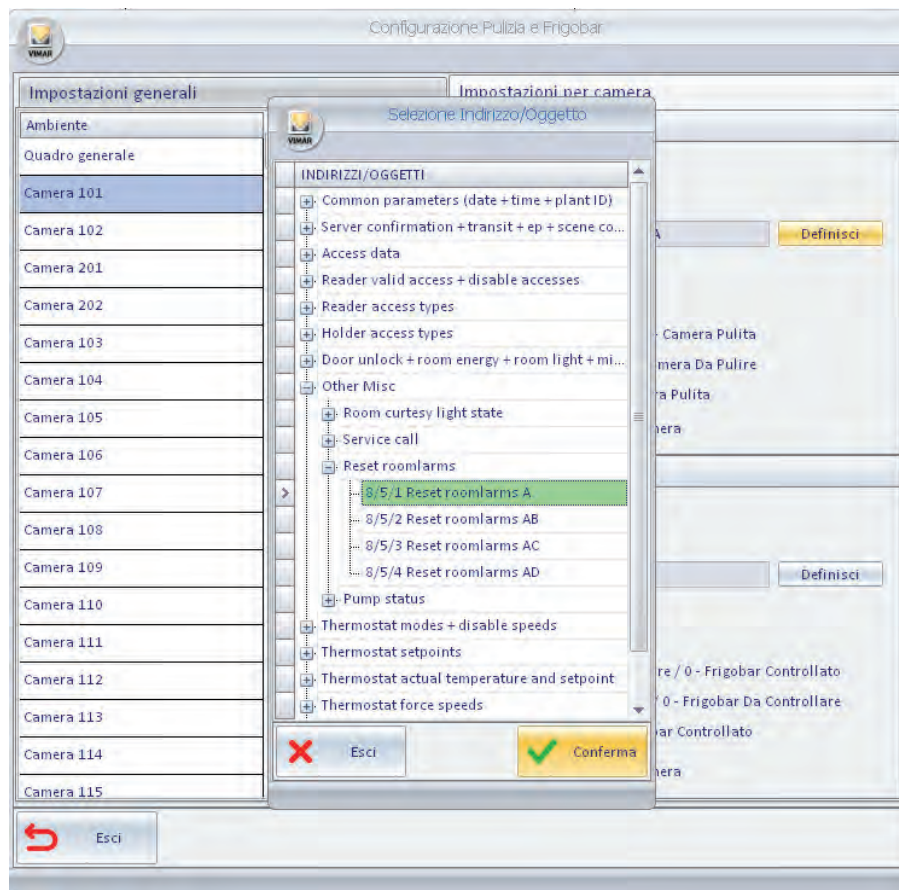 Configurazione Pulizia e Frigobar
VIMAR
Impostazioni generali
Impostazioni per camera
Ambiente
Quadro generale
Camera 101
Camera 102
Camera 201
Camera 202
Camera 103
Camera 104
Camera 105
Camera 106
Camera 107
Camera 108
Camera 109
Camera 110
Camera 111
Camera 112
Camera 113
Camera 114
Camera 115
Selezione Indirizzo/Oggetto
VIMAR
INDIRIZZI/OGGETTI
Common parameters (date + time + plant ID)
Server confirmation + transit + ep + scene co...
Access data
Reader valid access + disable accesses
Reader access types
Holder access types
Door unlock + room energy + room light + mi...
Other Misc
Room curtesy light state
Service call
Reset roomlarms
8/5/1 Reset roomlarms A
8/5/2 Reset roomlarms AB
8/5/3 Reset roomlarms AC
8/5/4 Reset roomlarms AD
Pump status
Thermostat modes + disable speeds
Thermostat setpoints
Thermostat actual temperature and setpoint
Thermostat force speeds
Esci
Conferma
A
Definisci
- Camera Pulita
mera Da Pulire
ra Pulita
nera
Definisci
re / 0 - Frigobar Controllato
/ 0 - Frigobar Da Controllare
bar Controllato
nera
Esci